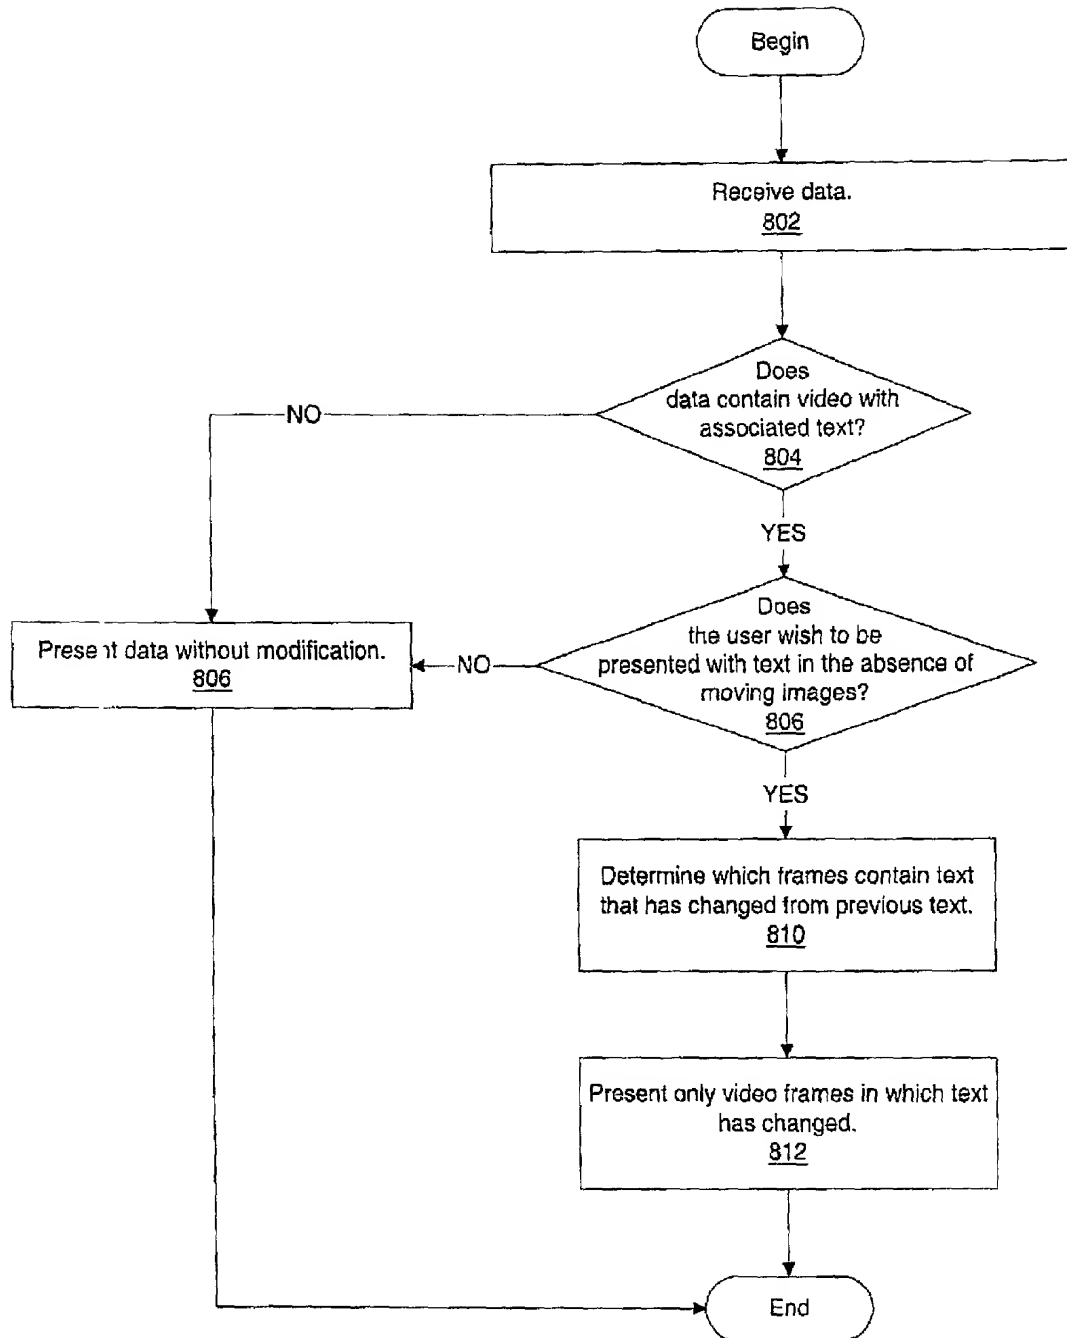 Begin
Receive data.
802
Does
data contain video with
associated text?
804
NO
YES
Does
the user wish to be
presented with text in the absence of
moving images?
806
NO
Present data without modification.
806
YES
Determine which frames contain text
that has changed from previous text.
810
Present only video frames in which text
has changed.
812
End